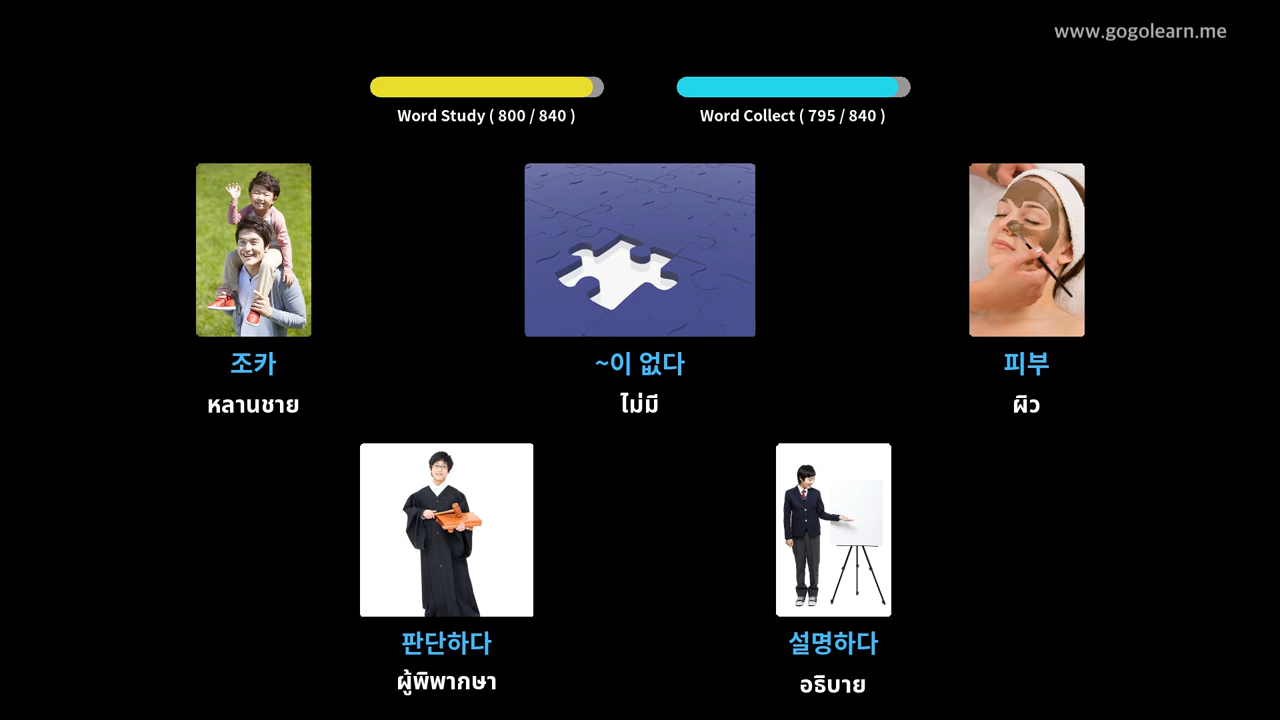 www.gogolearn.me
Word Study ( 800 / 840 )
Word Collect ( 795 / 840 )
조카
~이 없다
피부
หลานชาย
ไม่มี
ผิว
판단하다
설명하다
ผู้พิพากษา
อธิบาย